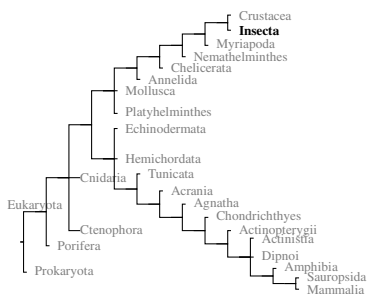 Crustacea
Insecta
Myriapoda
Nemathelminthes
Chelicerata
Annelida
Mollusca
Platyhelminthes
Echinodermata
Hemichordata
Tunicata
Cnidaria
Acrania
Agnatha
Eukaryota
Chondrichthyes
Ctenophora
Actinopterygii
Actinistia
Porifera
Dipnoi
Amphibia
Prokaryota
Sauropsida
Mammalia